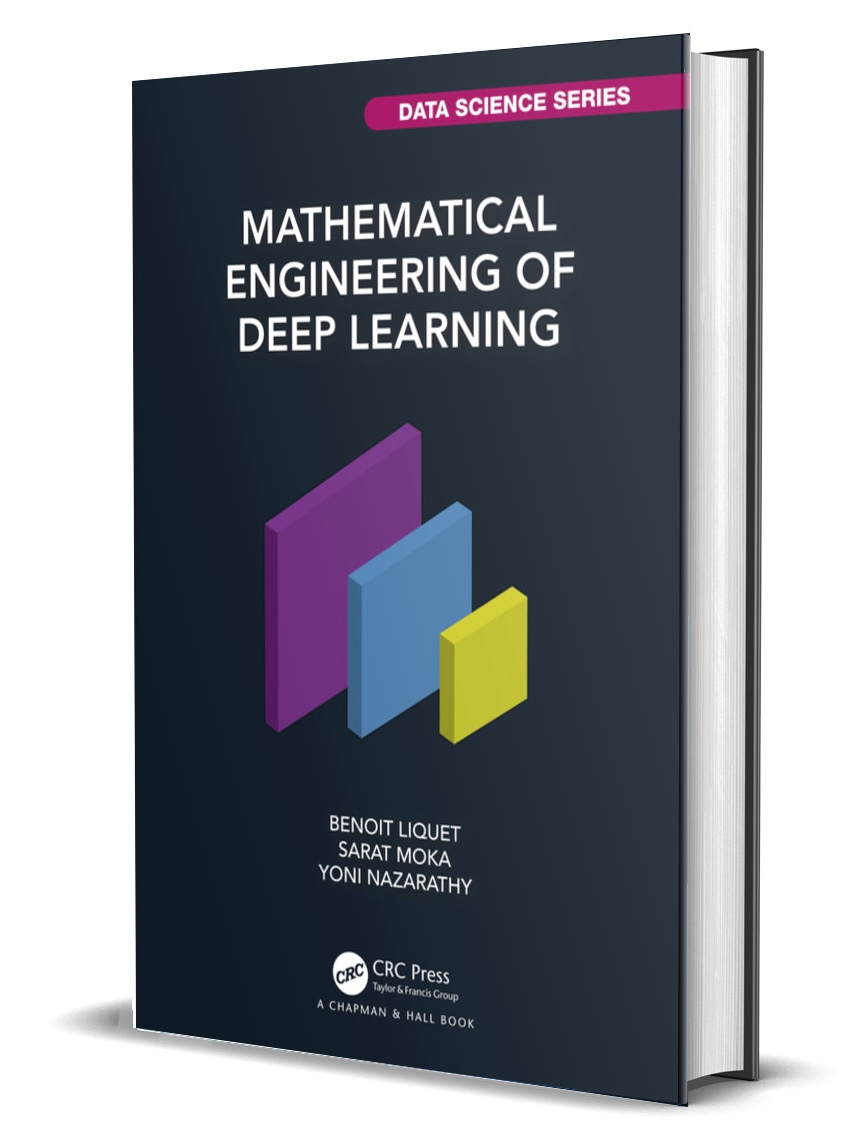 DATA SCIENCE SERIES
MATHEMATICAL
ENGINEERING OF
DEEP LEARNING
BENOIT LIQUET
SARAT MOKA
YONI NAZARATHY
CRC CRC Press
Taylor & Francis Group
A CHAPMAN & HALL BOOK